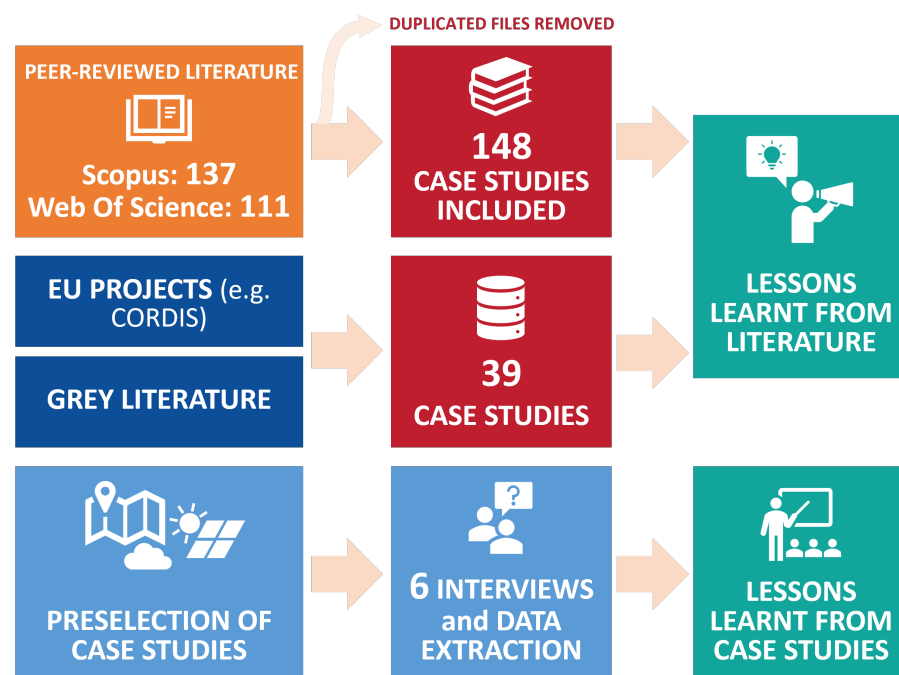 DUPLICATED FILES REMOVED
PEER-REVIEWED LITERATURE
Scopus: 137
Web Of Science: 111
148
CASE STUDIES
INCLUDED
EU PROJECTS (e.g.
CORDIS)
GREY LITERATURE
39
CASE STUDIES
LESSONS
LEARNT FROM
LITERATURE
PRESELECTION OF
CASE STUDIES
?
6 INTERVIEWS
and DATA
EXTRACTION
LESSONS
LEARNT FROM
CASE STUDIES